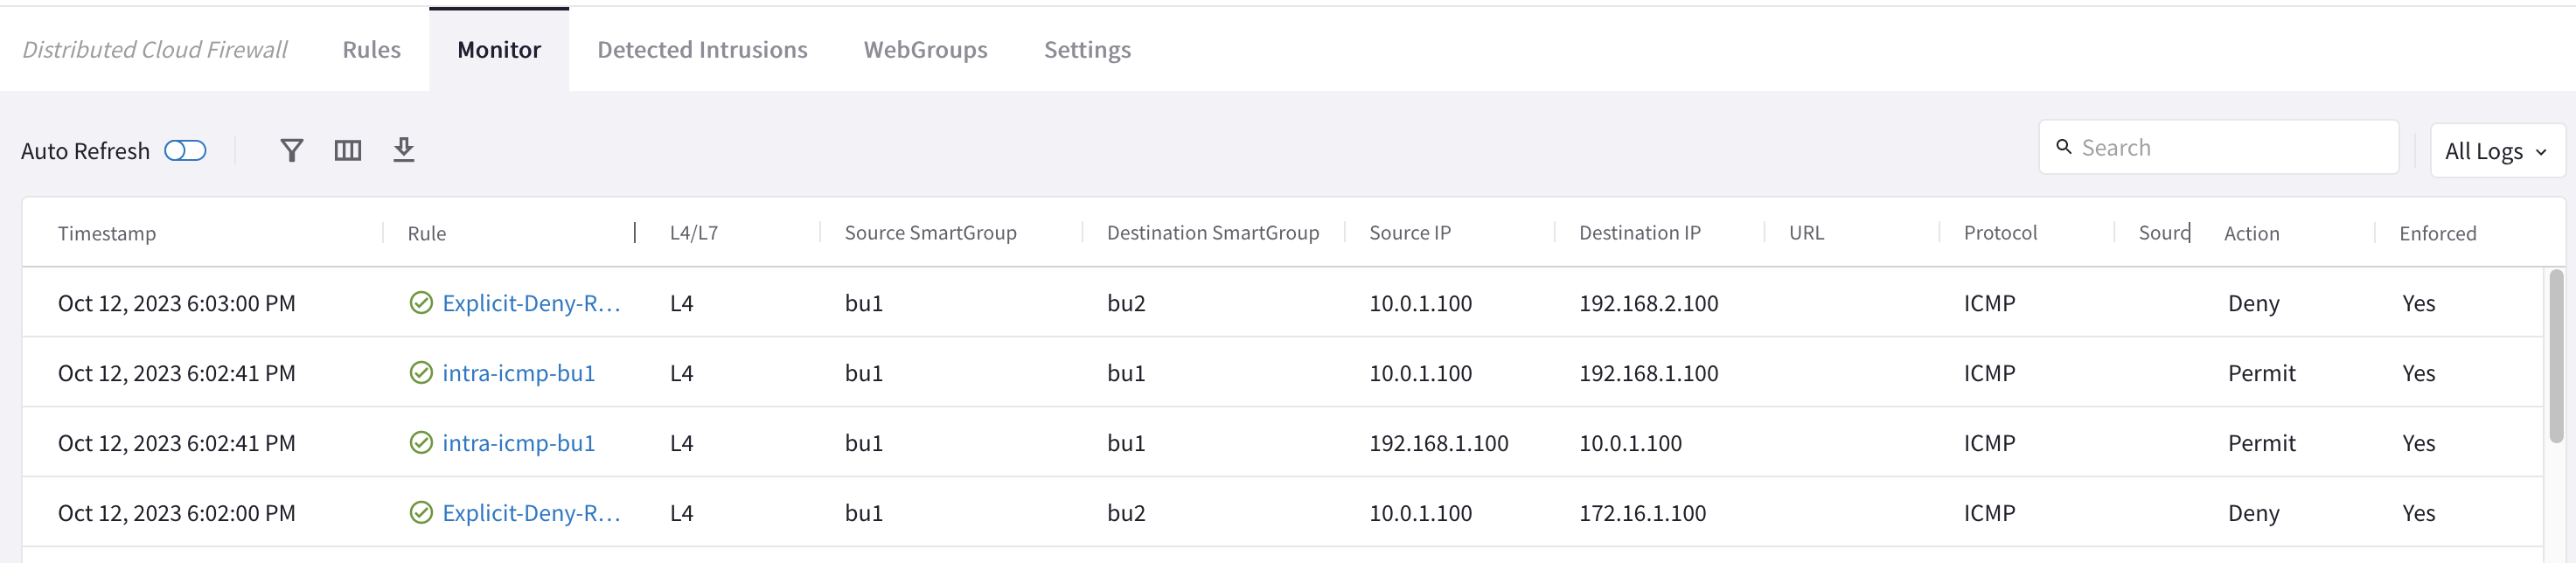 Distributed Cloud Firewall Rules Monitor Detected Intrusions WebGroups Settings
Auto Refresh Search All Logs
Timestamp Rule L4/L7 Source SmartGroup Destination SmartGroup Source IP Destination IP URL Protocol Sourc Action Enforced
Oct 12, 2023 6:03:00 PM Explicit-Deny-R... L4 bu1 bu2 10.0.1.100 192.168.2.100 ICMP Deny Yes
Oct 12, 2023 6:02:41 PM intra-icmp-bu1 L4 bu1 bu1 10.0.1.100 192.168.1.100 ICMP Permit Yes
Oct 12, 2023 6:02:41 PM intra-icmp-bu1 L4 bu1 bu1 192.168.1.100 10.0.1.100 ICMP Permit Yes
Oct 12, 2023 6:02:00 PM Explicit-Deny-R... L4 bu1 bu2 10.0.1.100 172.16.1.100 ICMP Deny Yes